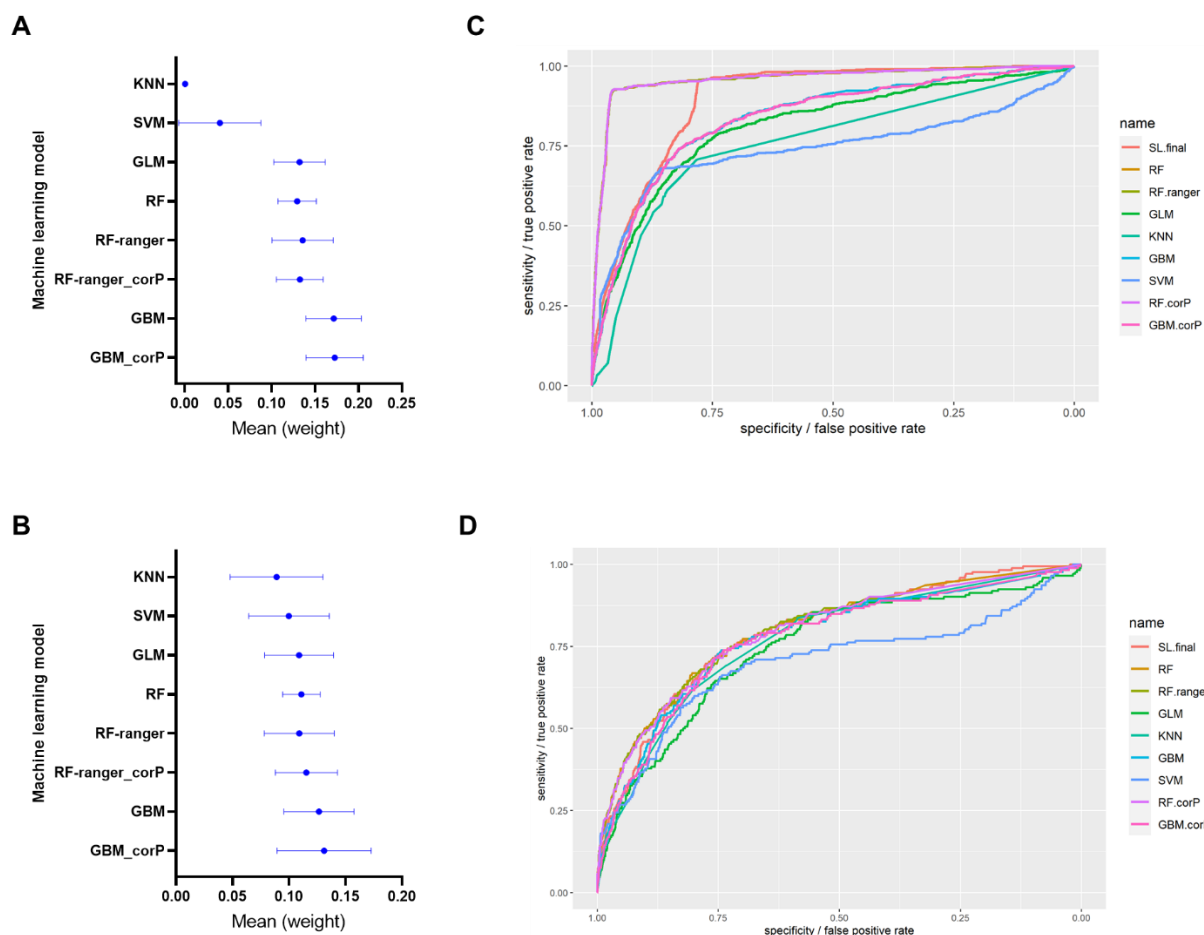 A
Machine learning model
KNN
SVM
GLM
RF
RF-ranger
RF-ranger_corP
GBM
GBM_corP
0.00 0.05 0.10 0.15 0.20 0.25
Mean (weight)
C
sensitivity / true positive rate
1.00
0.75
0.50
0.25
0.00
1.00 0.75 0.50 0.25 0.00
specificity / false positive rate
name
SL.final
RF
RF.ranger
GLM
KNN
GBM
SVM
RF.corP
GBM.corP
B
Machine learning model
KNN
SVM
GLM
RF
RF-ranger
RF-ranger_corP
GBM
GBM_corP
0.00 0.05 0.10 0.15 0.20
Mean (weight)
D
sensitivity / true positive rate
1.00
0.75
0.50
0.25
0.00
1.00 0.75 0.50 0.25 0.00
specificity / false positive rate
name
SL.final
RF
RF.range
GLM
KNN
GBM
SVM
RF.corP
GBM.cor